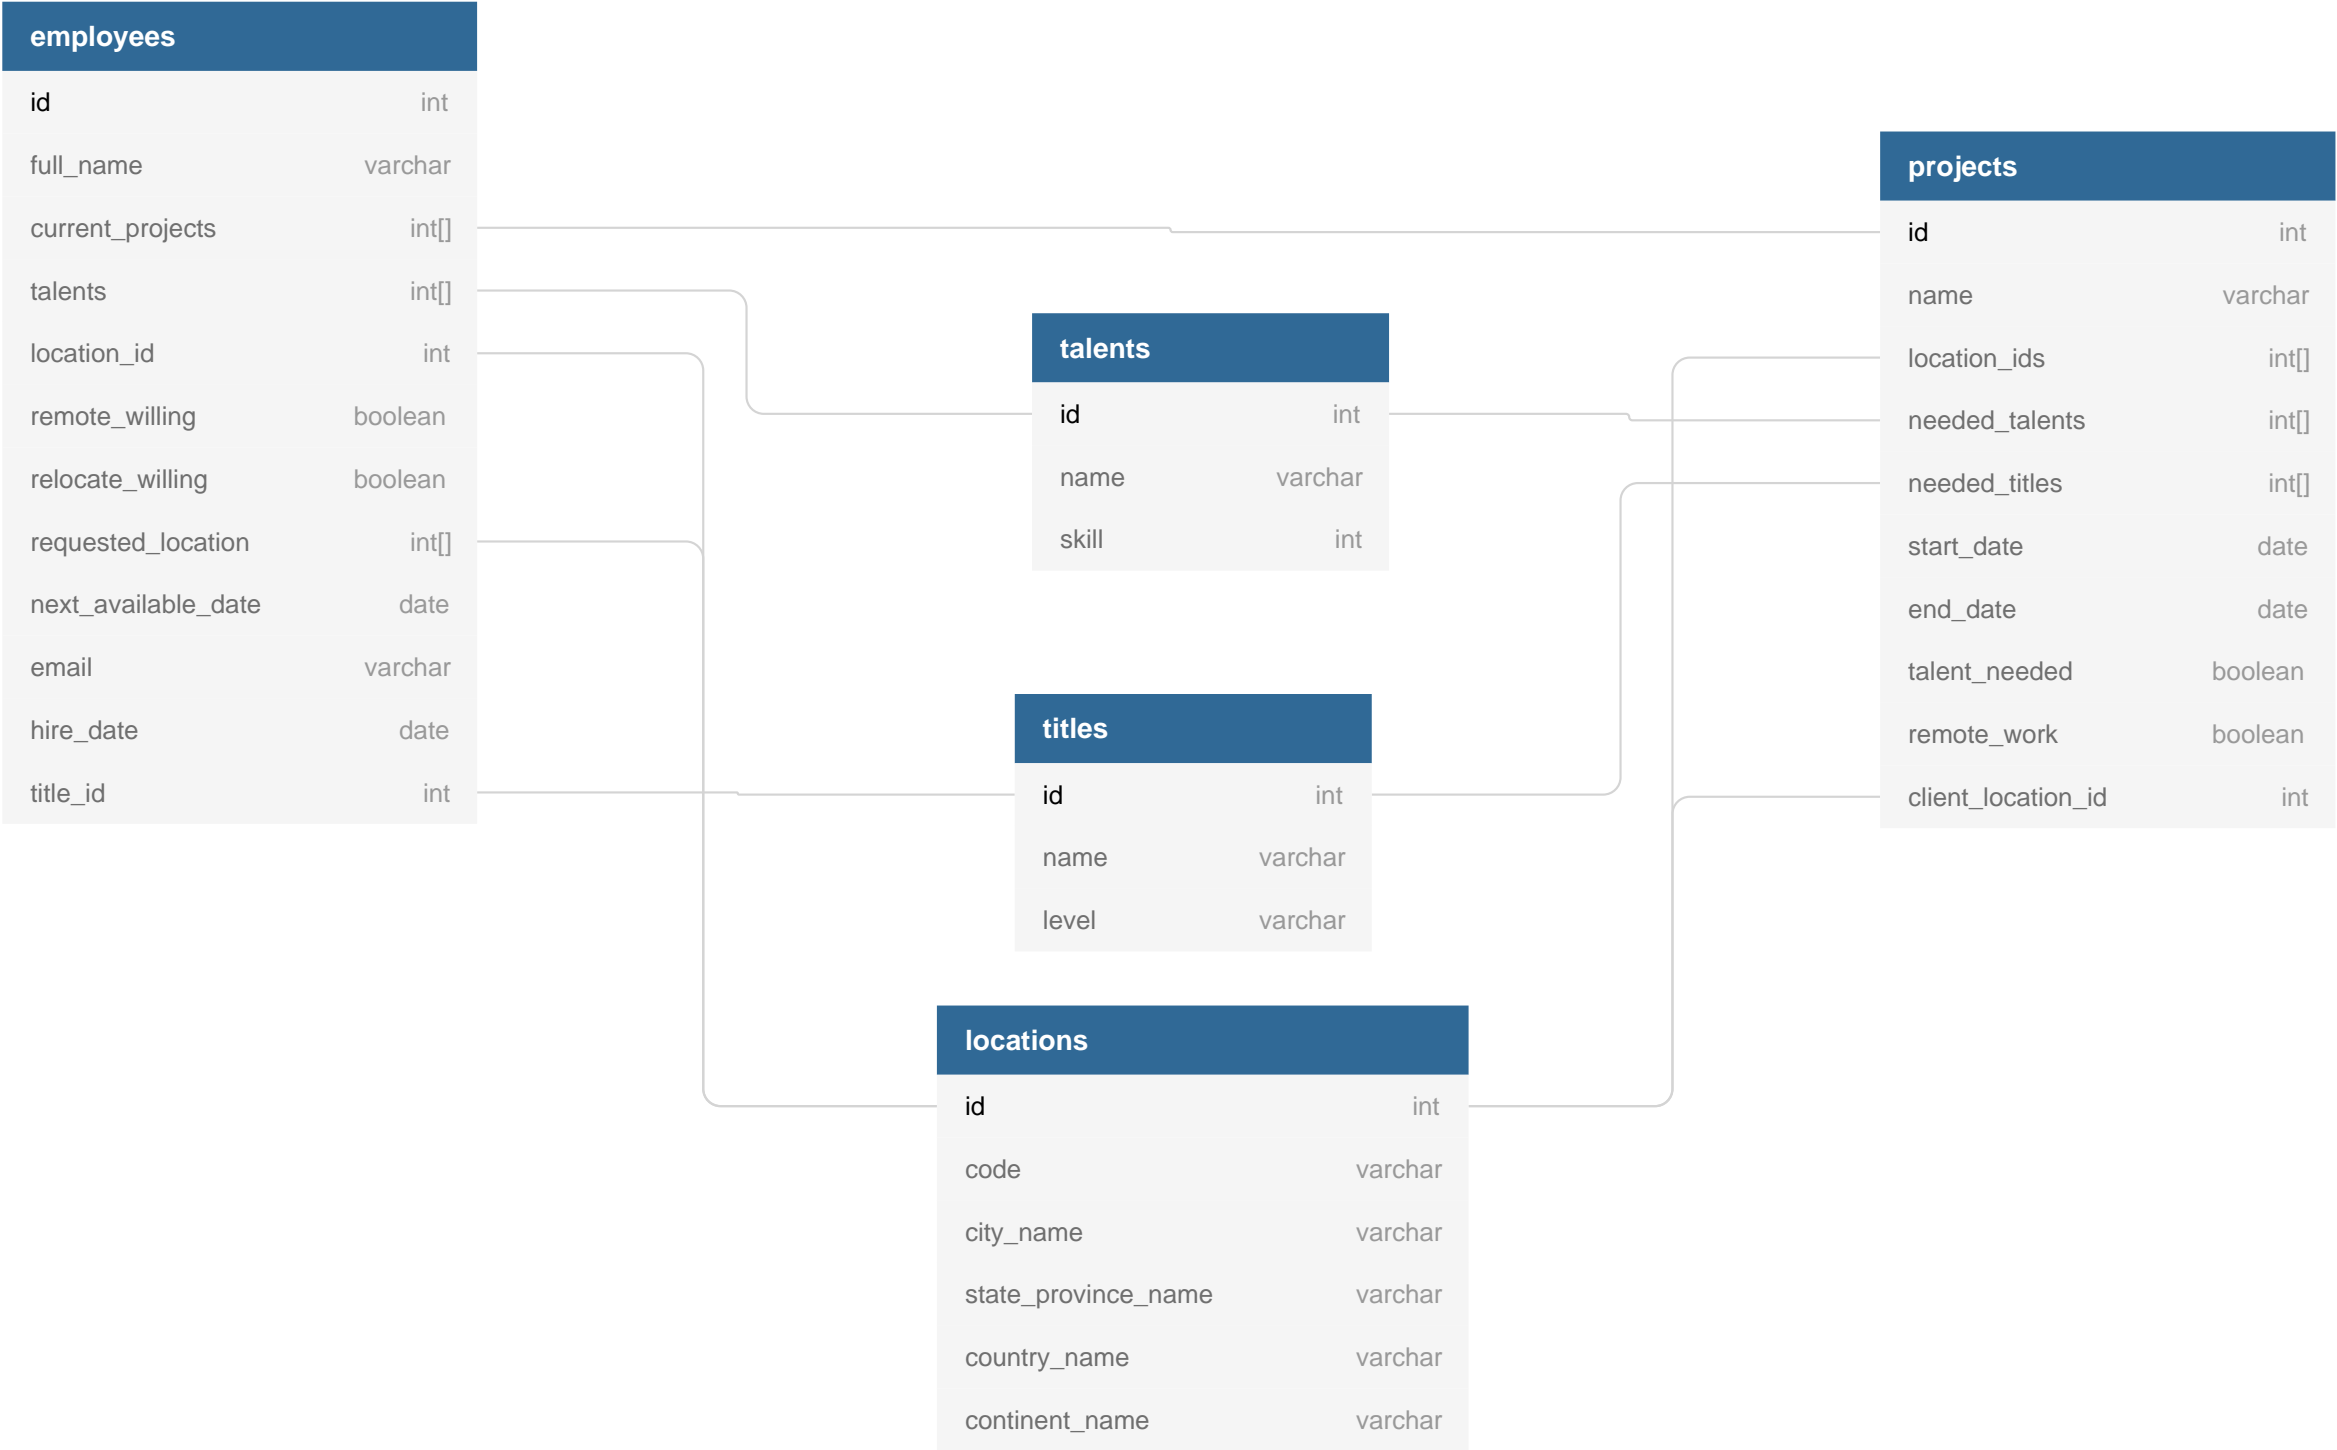 employees
id int
full_name varchar
current_projects int[]
talents int[]
location_id int
remote_willing boolean
relocate_willing boolean
requested_location int[]
next_available_date date
email varchar
hire_date date
title_id int
talents
id int
name varchar
skill int
titles
id int
name varchar
level varchar
locations
id int
code varchar
city_name varchar
state_province_name varchar
country_name varchar
continent_name varchar
projects
id int
name varchar
location_ids int[]
needed_talents int[]
needed_titles int[]
start_date date
end_date date
talent_needed boolean
remote_work boolean
client_location_id int